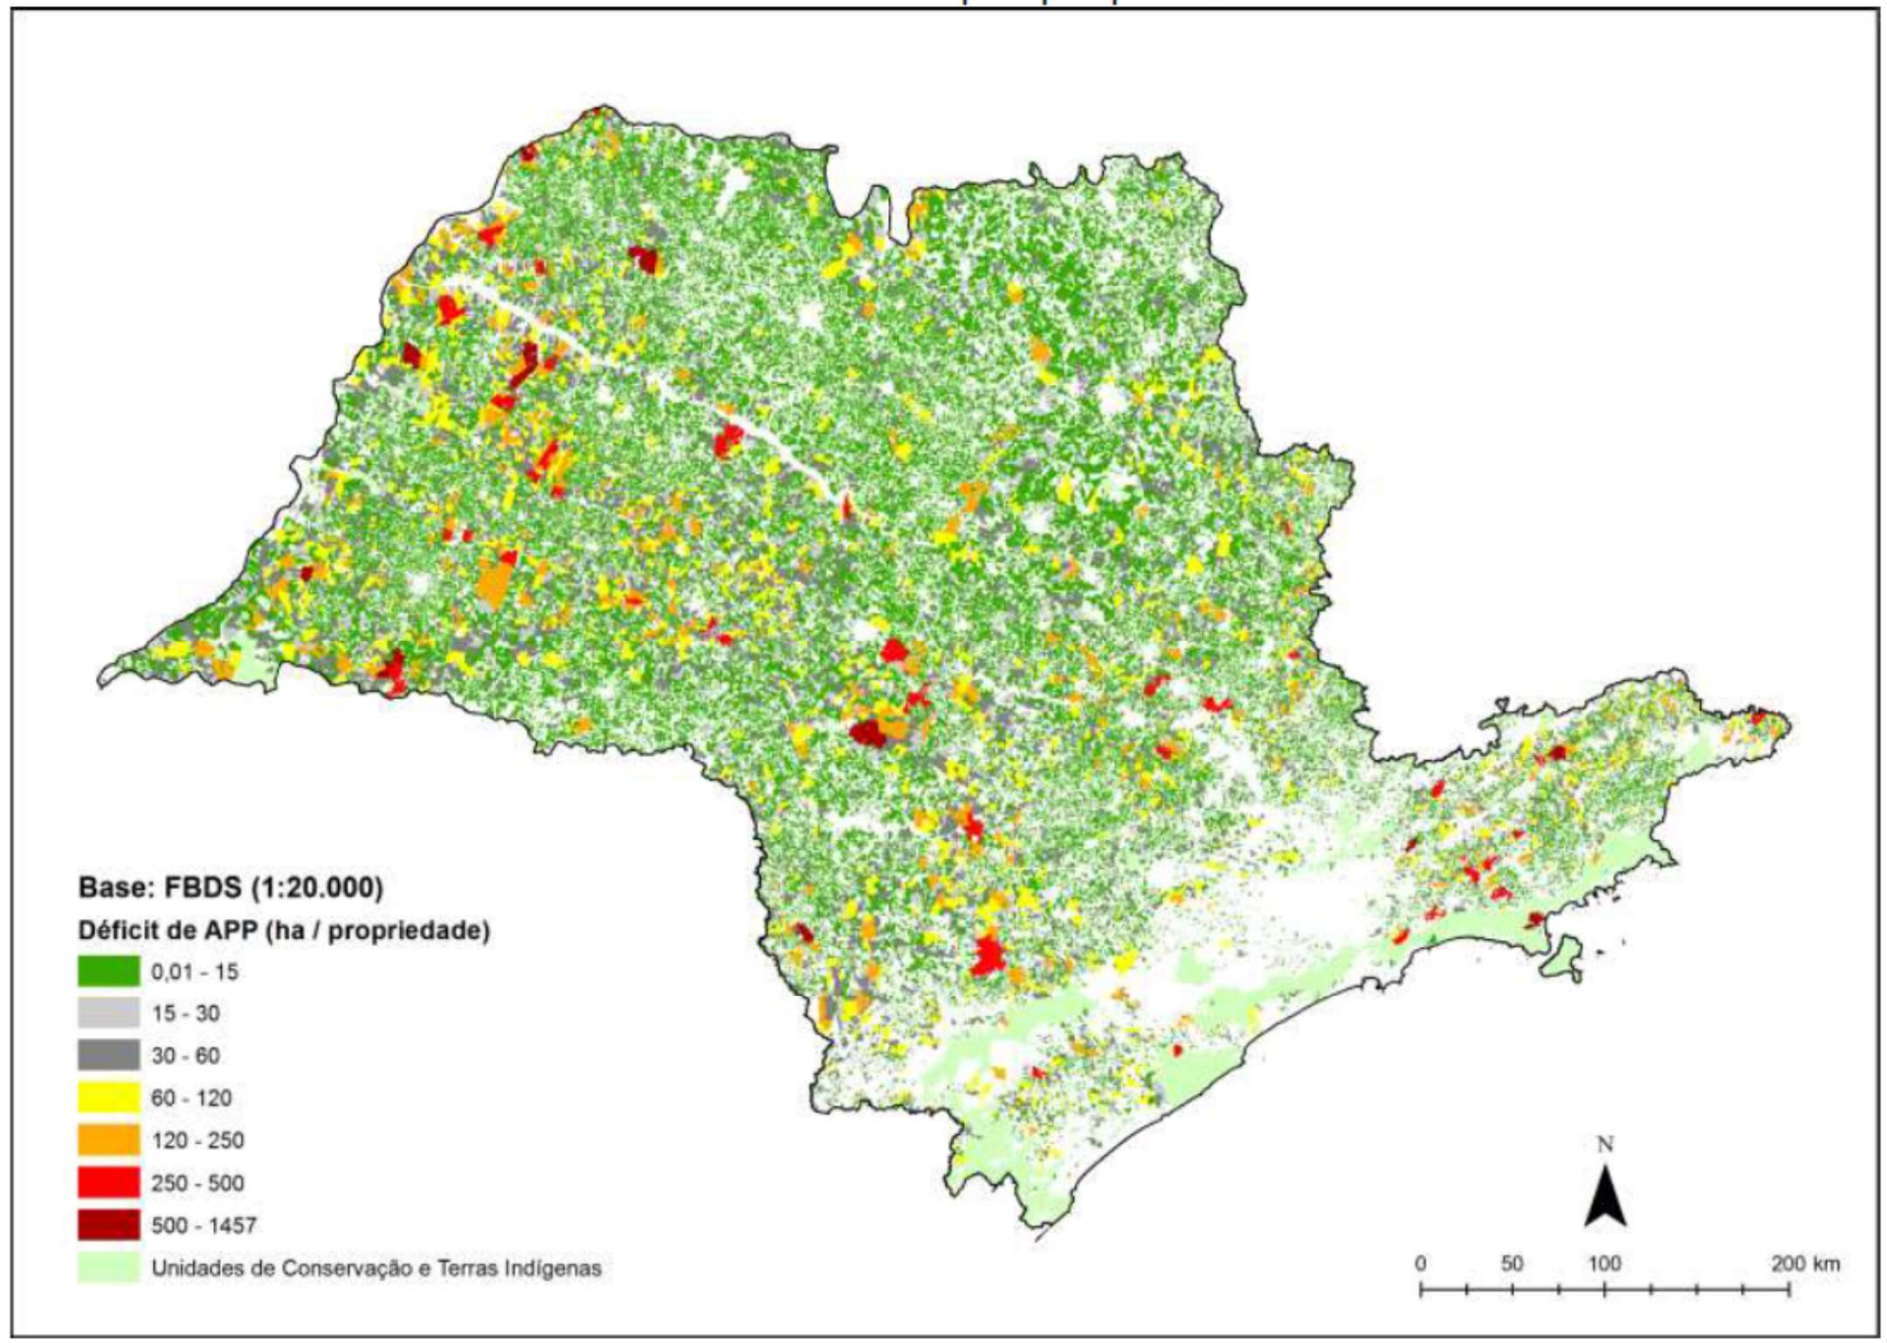 Base: FBDS (1:20.000)
Déficit de APP (ha / propriedade)
0,01 - 15
15 - 30
30 - 60
60 - 120
120 - 250
250 - 500
500 - 1457
Unidades de Conservação e Terras Indígenas
N
0 50 100 200 km